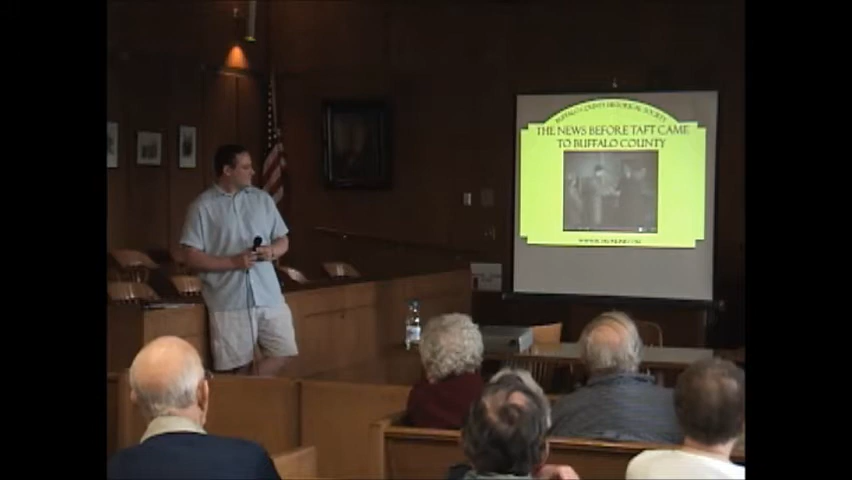 BUFFALO COUNTY HISTORICAL SOCIETY
THE NEWS BEFORE TAFT CAME
TO BUFFALO COUNTY